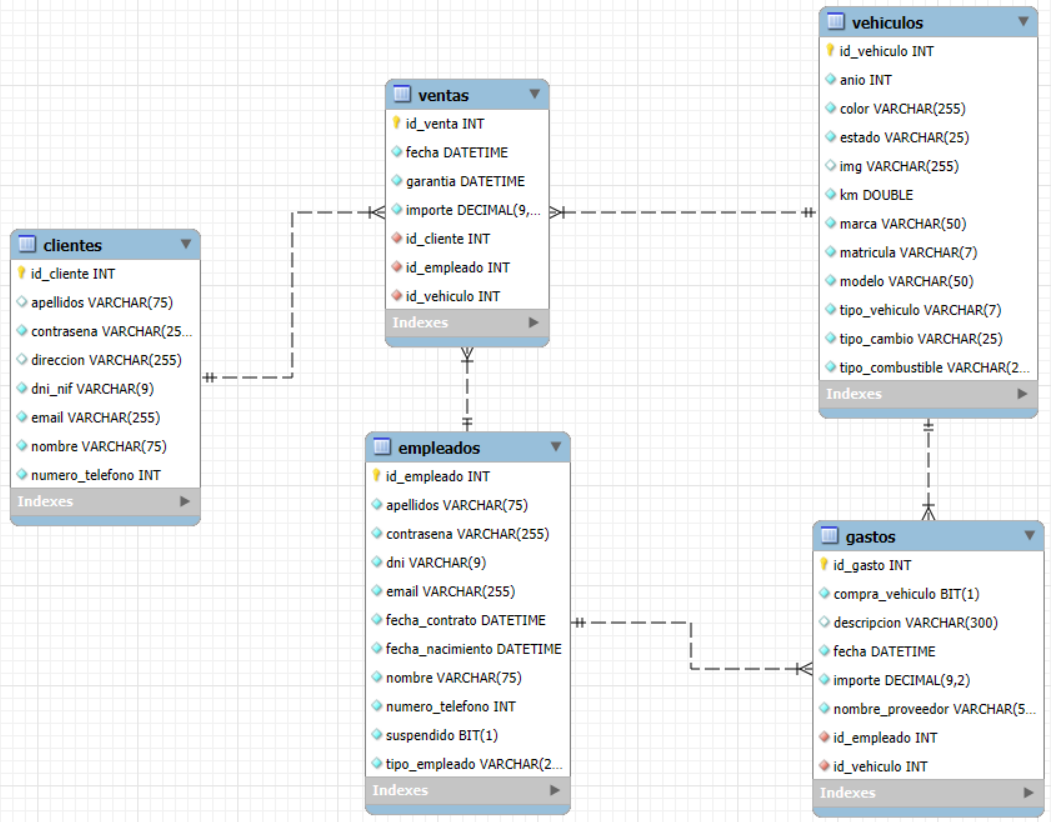 vehiculos
id_vehiculo INT
anio INT
color VARCHAR(255)
estado VARCHAR(25)
img VARCHAR(255)
km DOUBLE
marca VARCHAR(50)
matricula VARCHAR(7)
modelo VARCHAR(50)
tipo_vehiculo VARCHAR(7)
tipo_cambio VARCHAR(25)
tipo_combustible VARCHAR(2...
Indexes
ventas
id_venta INT
fecha DATETIME
garantia DATETIME
importe DECIMAL(9,...
id_cliente INT
id_empleado INT
id_vehiculo INT
Indexes
clientes
id_cliente INT
apellidos VARCHAR(75)
contrasena VARCHAR(25...
direccion VARCHAR(255)
dni_nif VARCHAR(9)
email VARCHAR(255)
nombre VARCHAR(75)
numero_telefono INT
Indexes
empleados
id_empleado INT
apellidos VARCHAR(75)
contrasena VARCHAR(255)
dni VARCHAR(9)
email VARCHAR(255)
fecha_contrato DATETIME
fecha_nacimiento DATETIME
nombre VARCHAR(75)
numero_telefono INT
suspendido BIT(1)
tipo_empleado VARCHAR(2...
Indexes
gastos
id_gasto INT
compra_vehiculo BIT(1)
descripcion VARCHAR(300)
fecha DATETIME
importe DECIMAL(9,2)
nombre_proveedor VARCHAR(5...
id_empleado INT
id_vehiculo INT
Indexes